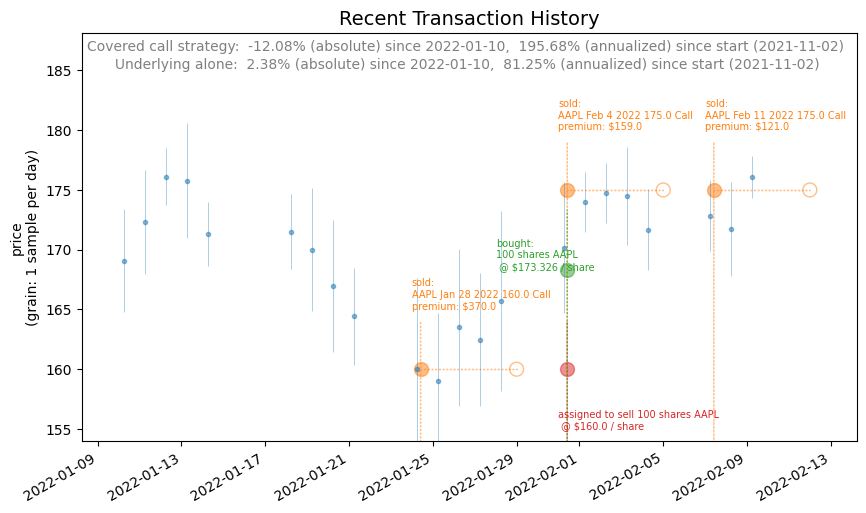 Recent Transaction History
Covered call strategy:  -12.08% (absolute) since 2022-01-10,  195.68% (annualized) since start (2021-11-02)
Underlying alone:  2.38% (absolute) since 2022-01-10,  81.25% (annualized) since start (2021-11-02)
price
(grain: 1 sample per day)
185
180
175
170
165
160
155
sold:
AAPL Jan 28 2022 160.0 Call
premium: $370.0
bought:
100 shares AAPL
@ $173.326 / share
assigned to sell 100 shares AAPL
@ $160.0 / share
sold:
AAPL Feb 4 2022 175.0 Call
premium: $159.0
sold:
AAPL Feb 11 2022 175.0 Call
premium: $121.0
2022-01-09
2022-01-13
2022-01-17
2022-01-21
2022-01-25
2022-01-29
2022-02-01
2022-02-05
2022-02-09
2022-02-13